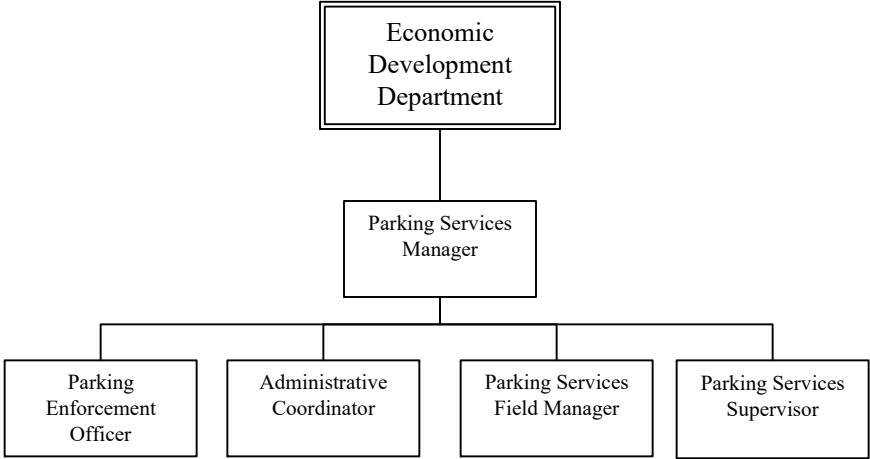 Economic
Development
Department
Parking Services
Manager
Parking
Enforcement
Officer
Administrative
Coordinator
Parking Services
Field Manager
Parking Services
Supervisor